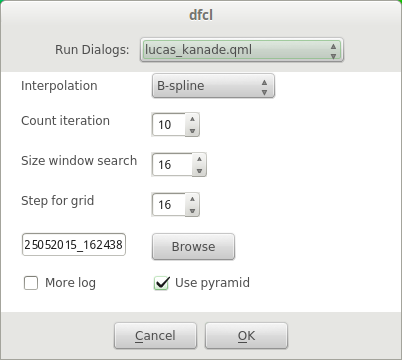 dfcl
Run Dialogs: lucas_kanade.qml
Interpolation B-spline
Count iteration 10
Size window search 16
Step for grid 16
25052015_162438 Browse
More log Use pyramid
Cancel OK